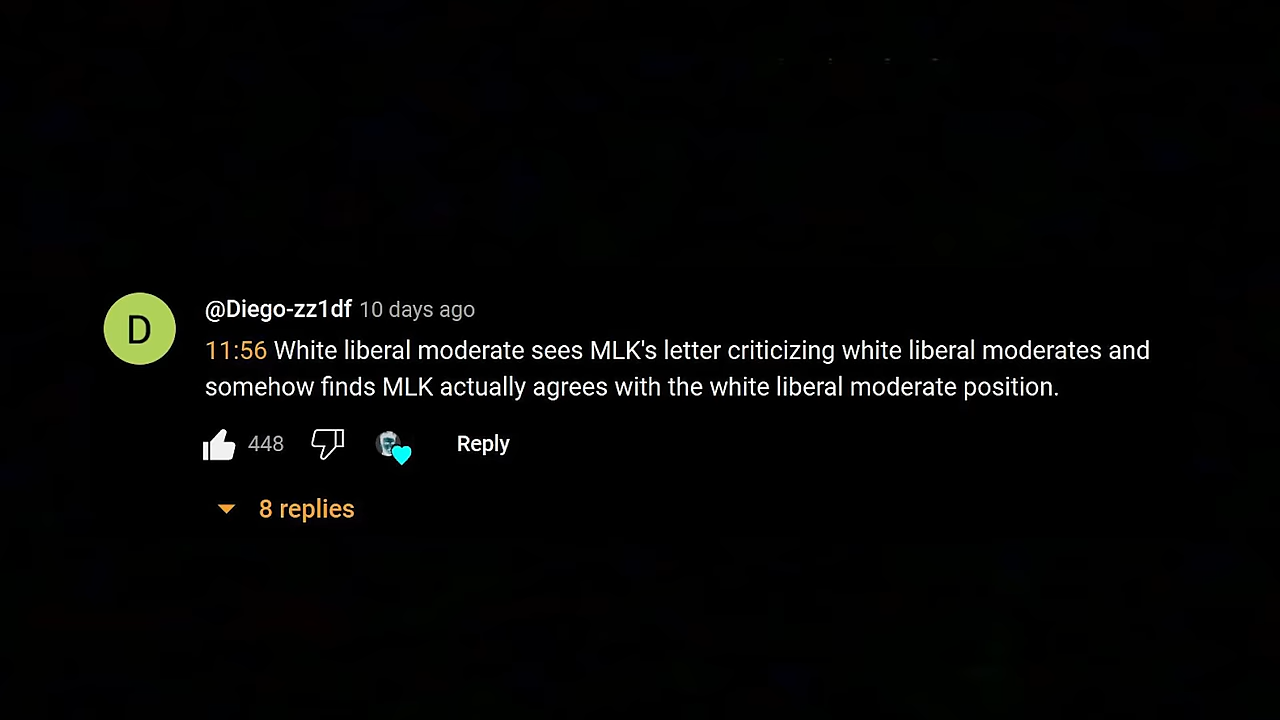 D
@Diego-zz1df 10 days ago
11:56 White liberal moderate sees MLK's letter criticizing white liberal moderates and
somehow finds MLK actually agrees with the white liberal moderate position.
448 Reply
8 replies